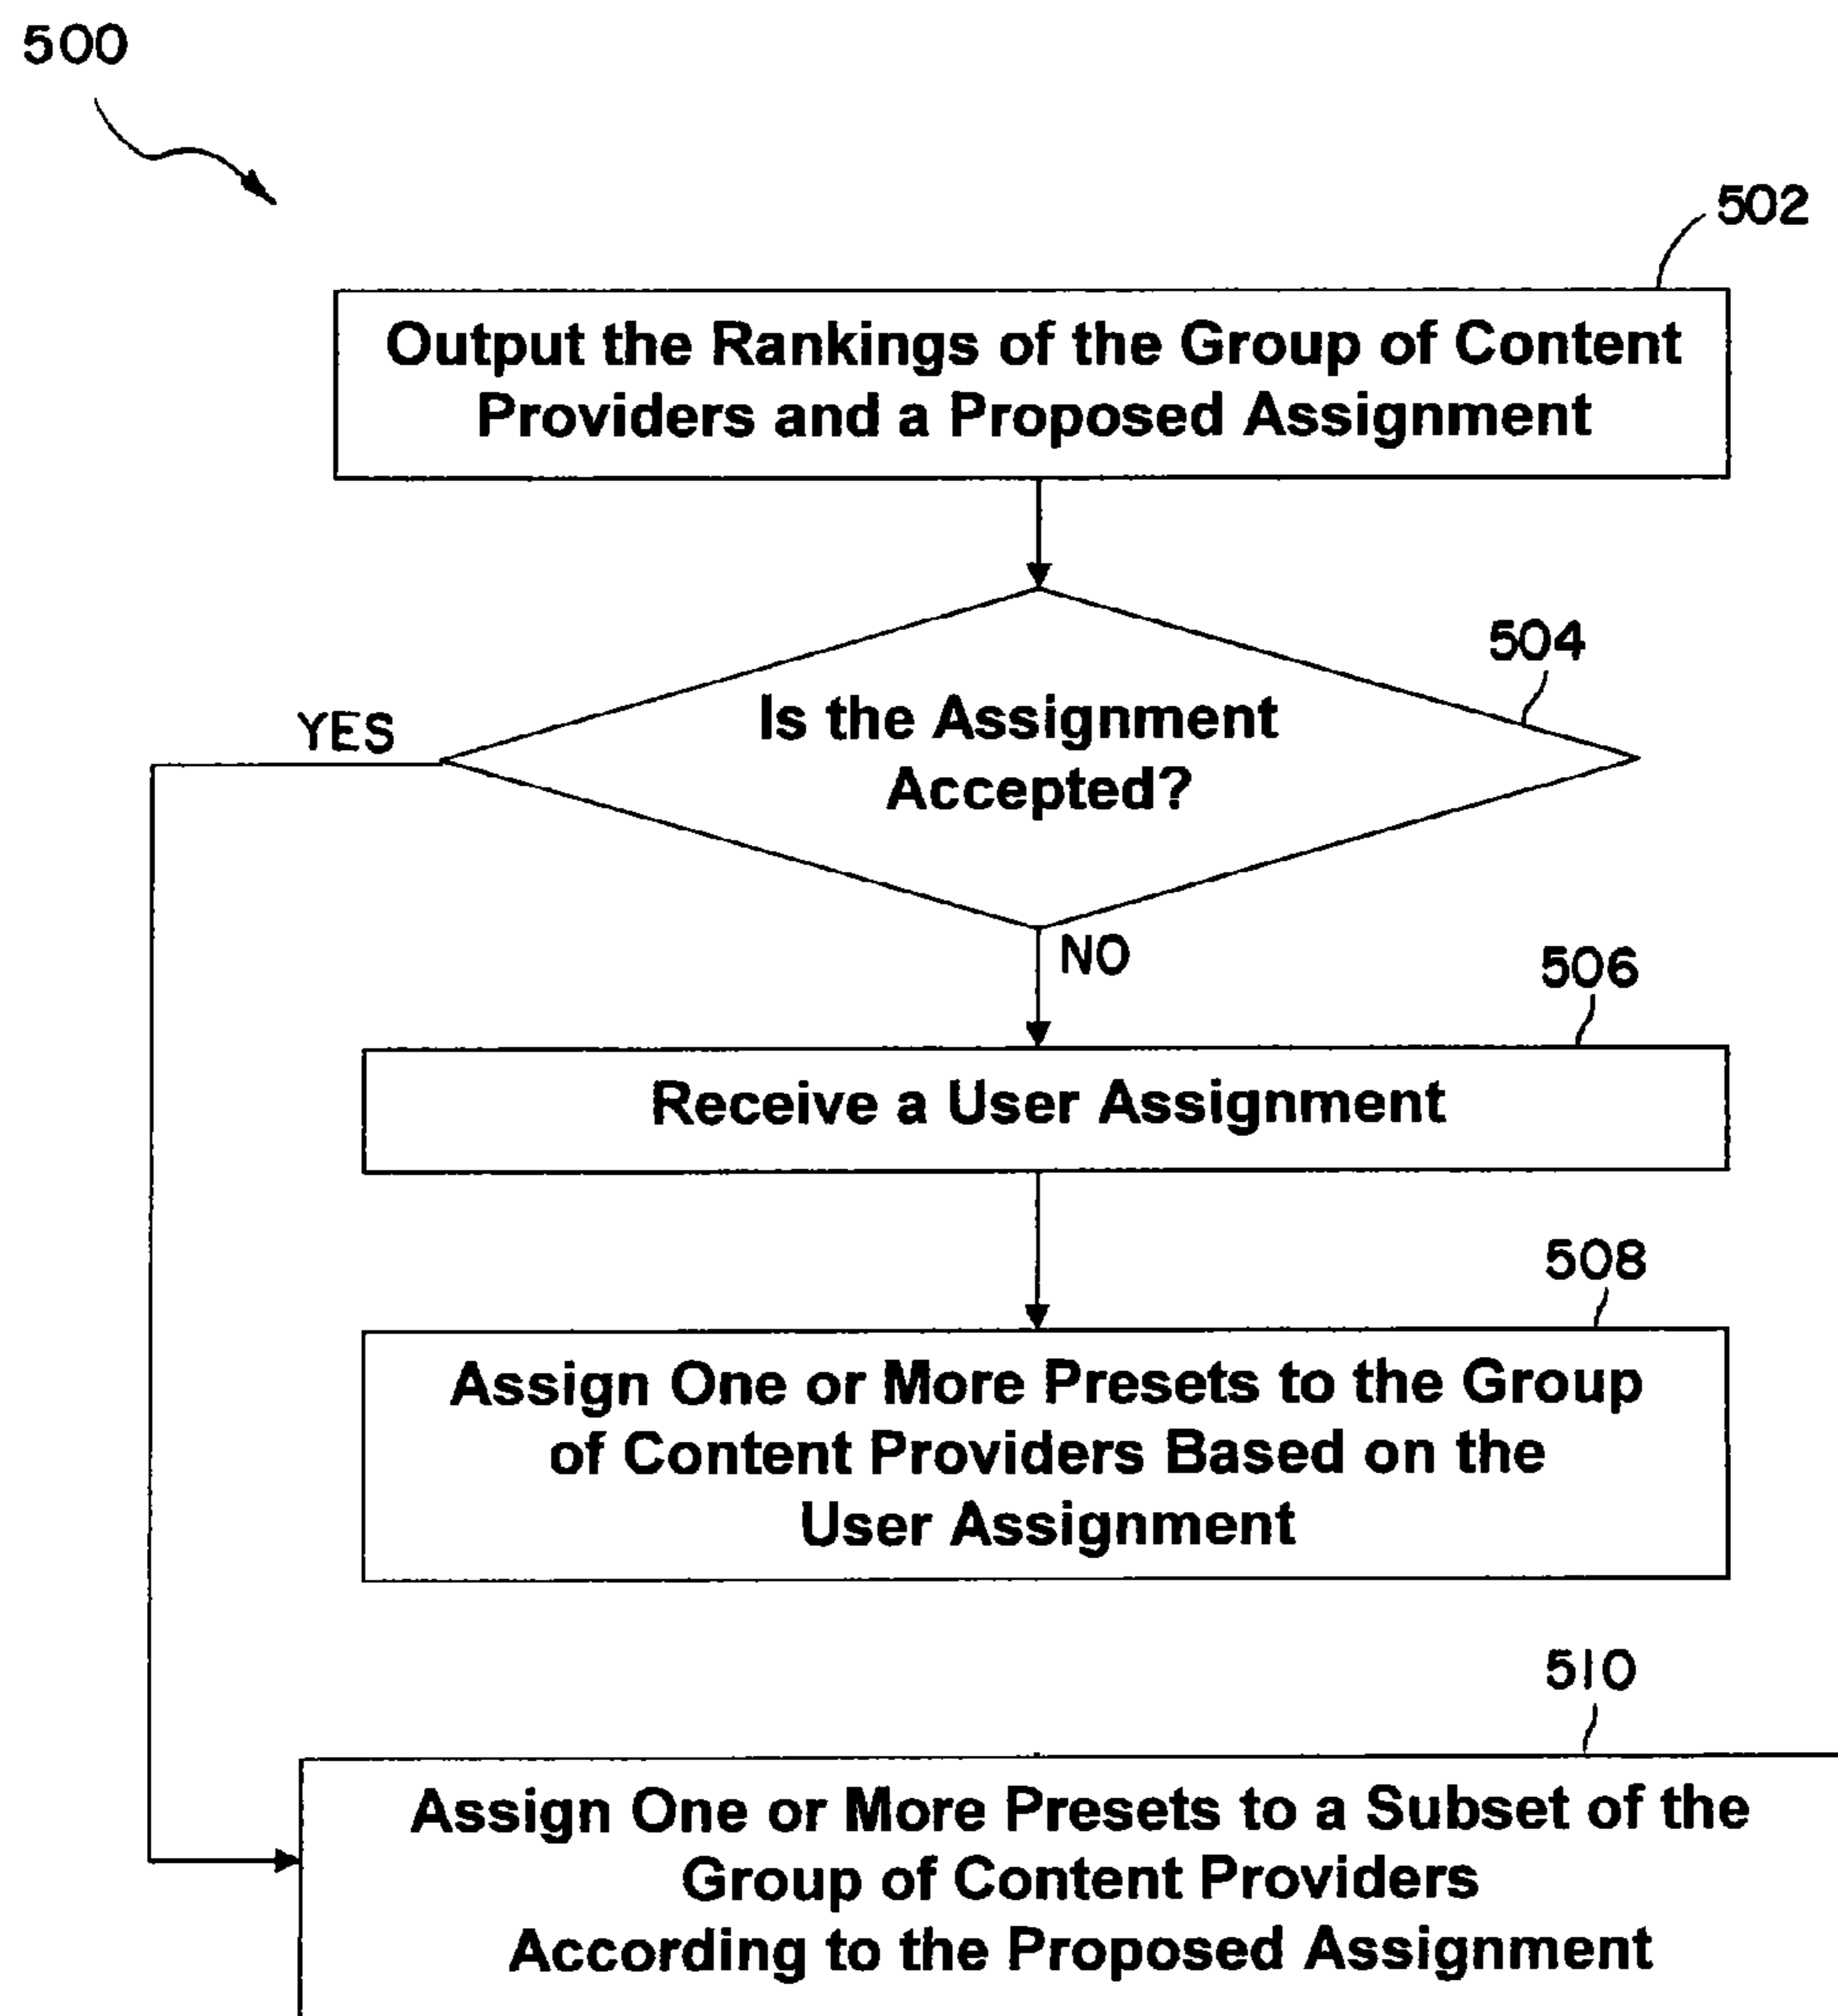 500
502
Output the Rankings of the Group of Content
Providers and a Proposed Assignment
504
Is the Assignment
Accepted?
YES
NO
506
Receive a User Assignment
508
Assign One or More Presets to the Group
of Content Providers Based on the
User Assignment
510
Assign One or More Presets to a Subset of the
Group of Content Providers
According to the Proposed Assignment